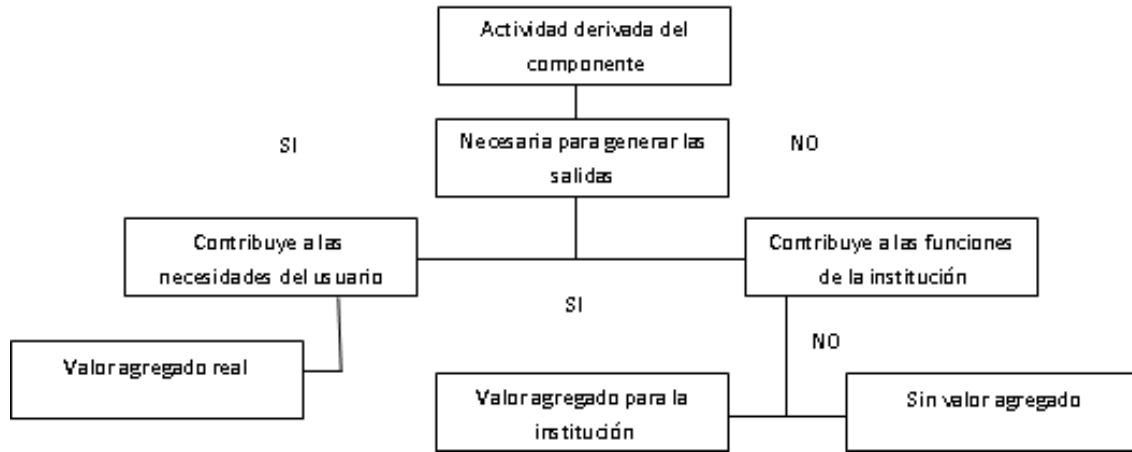 Actividad derivada del
componente
SI
Necesaria para generar las
salidas
NO
Contribuye a las
necesidades del usuario
Contribuye a las funciones
de la institución
SI
NO
Valor agregado real
Valor agregado para la
institución
Sin valor agregado